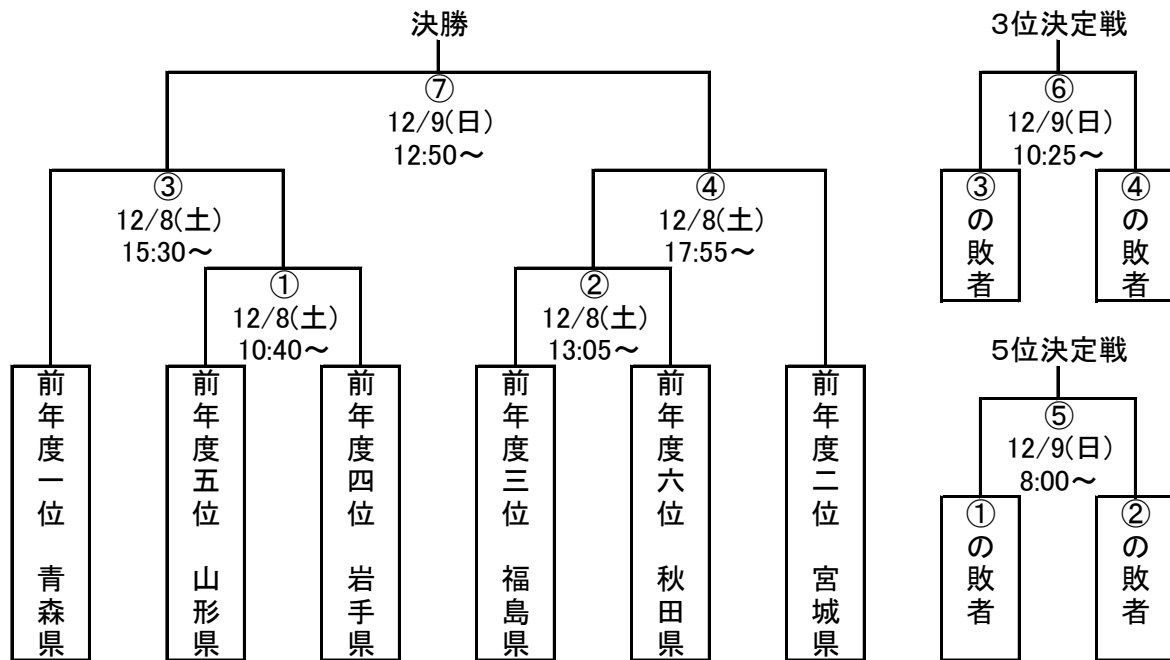 決勝
⑦
12/9(日)
12:50～
③
12/8(土)
15:30～
④
12/8(土)
17:55～
①
12/8(土)
10:40～
②
12/8(土)
13:05～
前年度一位　青森県
前年度五位　山形県
前年度四位　岩手県
前年度三位　福島県
前年度六位　秋田県
前年度二位　宮城県
３位決定戦
⑥
12/9(日)
10:25～
③の敗者
④の敗者
５位決定戦
⑤
12/9(日)
8:00～
①の敗者
②の敗者